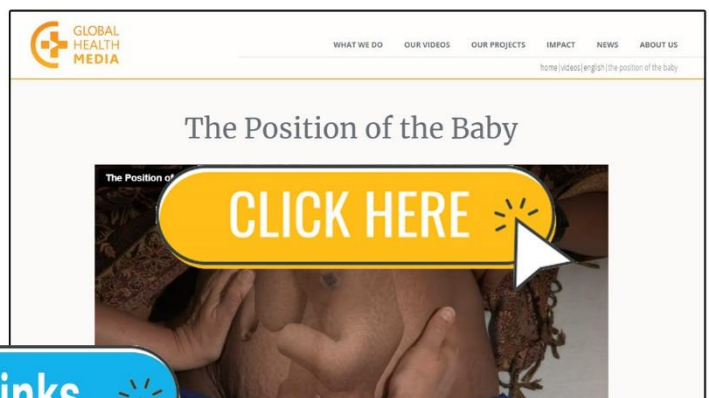 GLOBAL
HEALTH
MEDIA
WHAT WE DO OUR VIDEOS OUR PROJECTS IMPACT NEWS ABOUT US
home|videos|english|the position of the baby
The Position of the Baby
The Position of
CLICK HERE